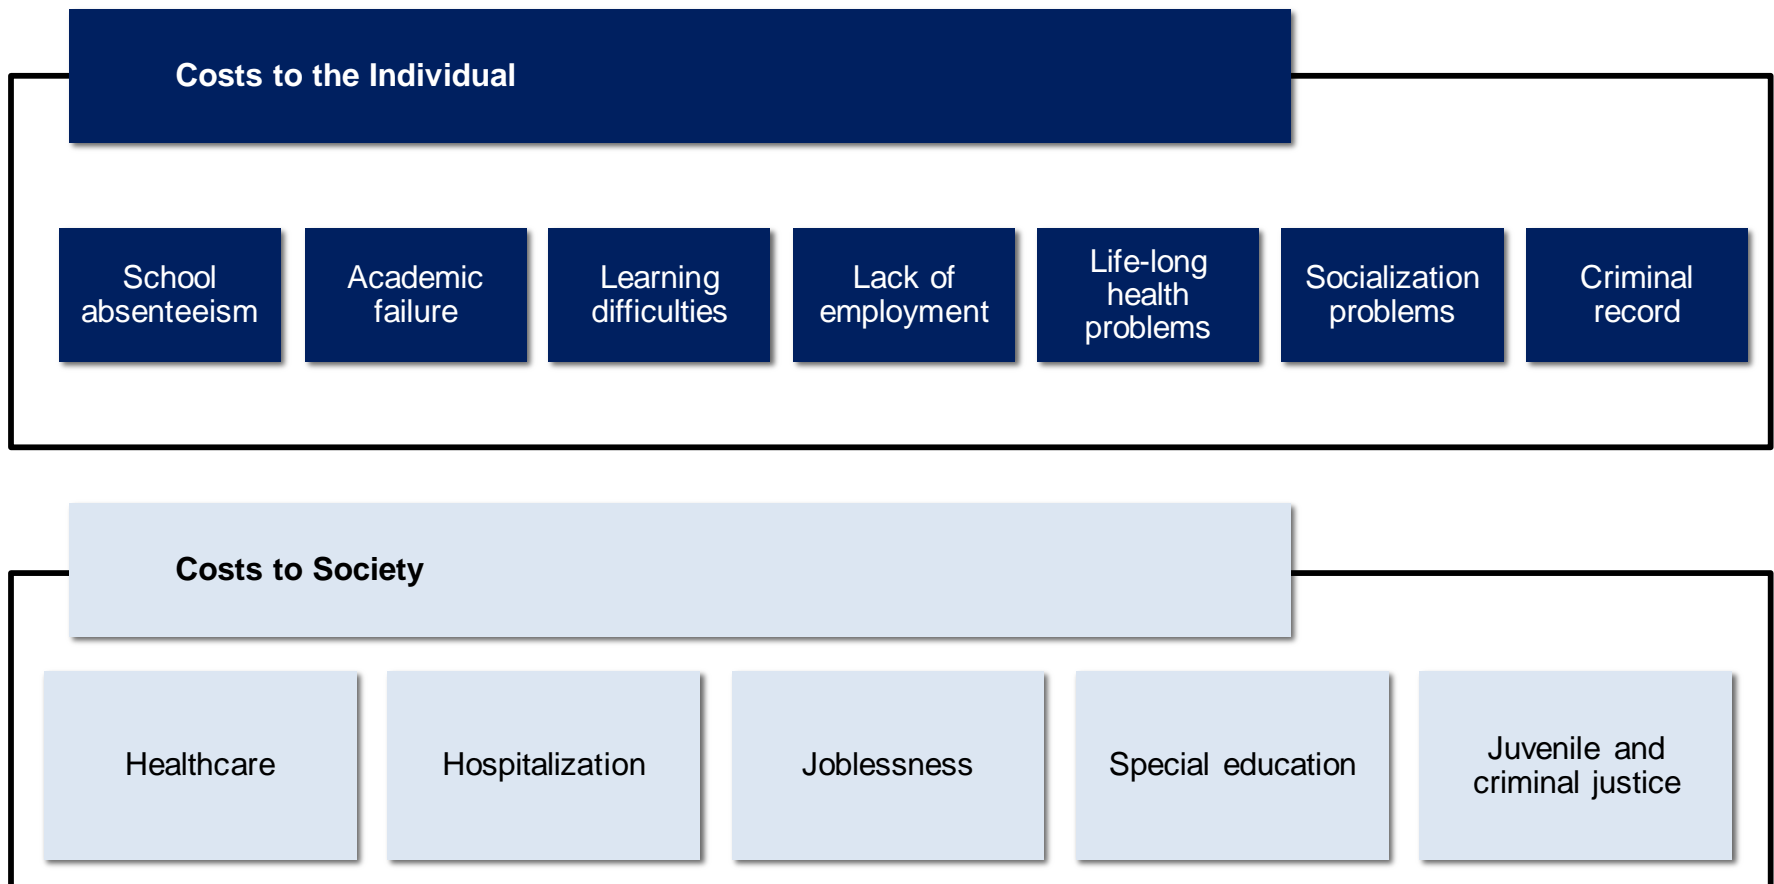 Costs to the Individual
School
absenteeism
Academic
failure
Learning
difficulties
Lack of
employment
Life-long
health
problems
Socialization
problems
Criminal
record
Costs to Society
Healthcare
Hospitalization
Joblessness
Special education
Juvenile and
criminal justice